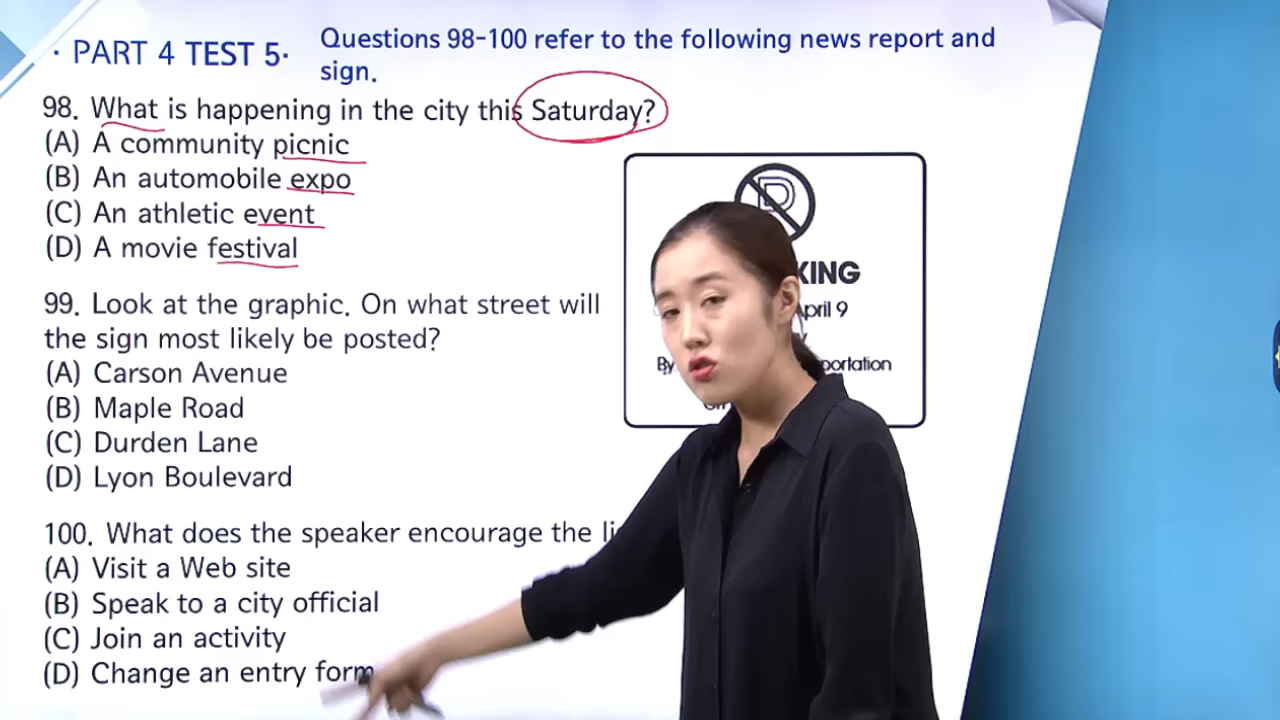 · PART 4 TEST 5·
Questions 98-100 refer to the following news report and
sign.
98. What is happening in the city this Saturday?
(A) A community picnic
(B) An automobile expo
(C) An athletic event
(D) A movie festival
99. Look at the graphic. On what street will
the sign most likely be posted?
(A) Carson Avenue
(B) Maple Road
(C) Durden Lane
(D) Lyon Boulevard
100. What does the speaker encourage the
(A) Visit a Web site
(B) Speak to a city official
(C) Join an activity
(D) Change an entry form
P
April 9
By